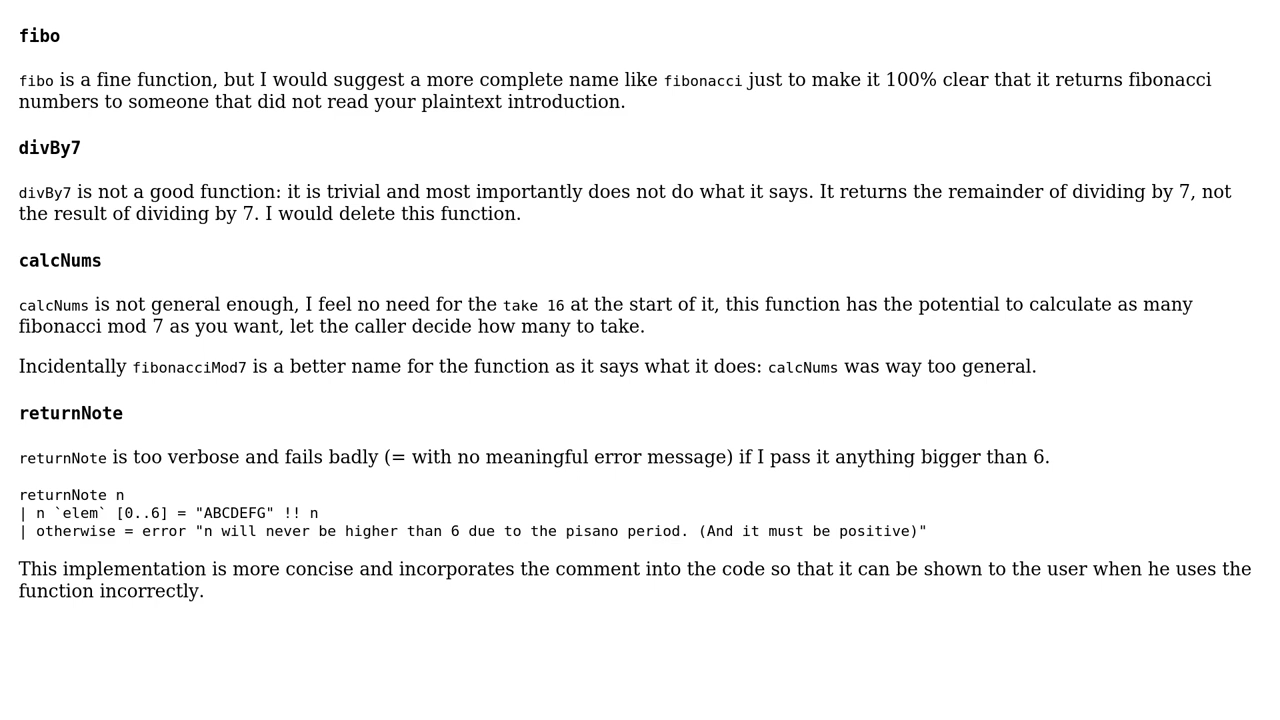 fibo
fibo is a fine function, but I would suggest a more complete name like fibonacci just to make it 100% clear that it returns fibonacci
numbers to someone that did not read your plaintext introduction.
divBy7
divBy7 is not a good function: it is trivial and most importantly does not do what it says. It returns the remainder of dividing by 7, not
the result of dividing by 7. I would delete this function.
calcNums
calcNums is not general enough, I feel no need for the take 16 at the start of it, this function has the potential to calculate as many
fibonacci mod 7 as you want, let the caller decide how many to take.
Incidentally fibonacciMod7 is a better name for the function as it says what it does: calcNums was way too general.
returnNote
returnNote is too verbose and fails badly (= with no meaningful error message) if I pass it anything bigger than 6.
returnNote n
| n `elem` [0..6] = "ABCDEFG" !! n
| otherwise = error "n will never be higher than 6 due to the pisano period. (And it must be positive)"
This implementation is more concise and incorporates the comment into the code so that it can be shown to the user when he uses the
function incorrectly.